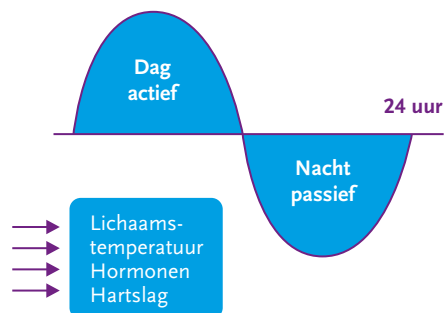 Dag
actief
24 uur
Nacht
passief
Lichaams-
temperatuur
Hormonen
Hartslag